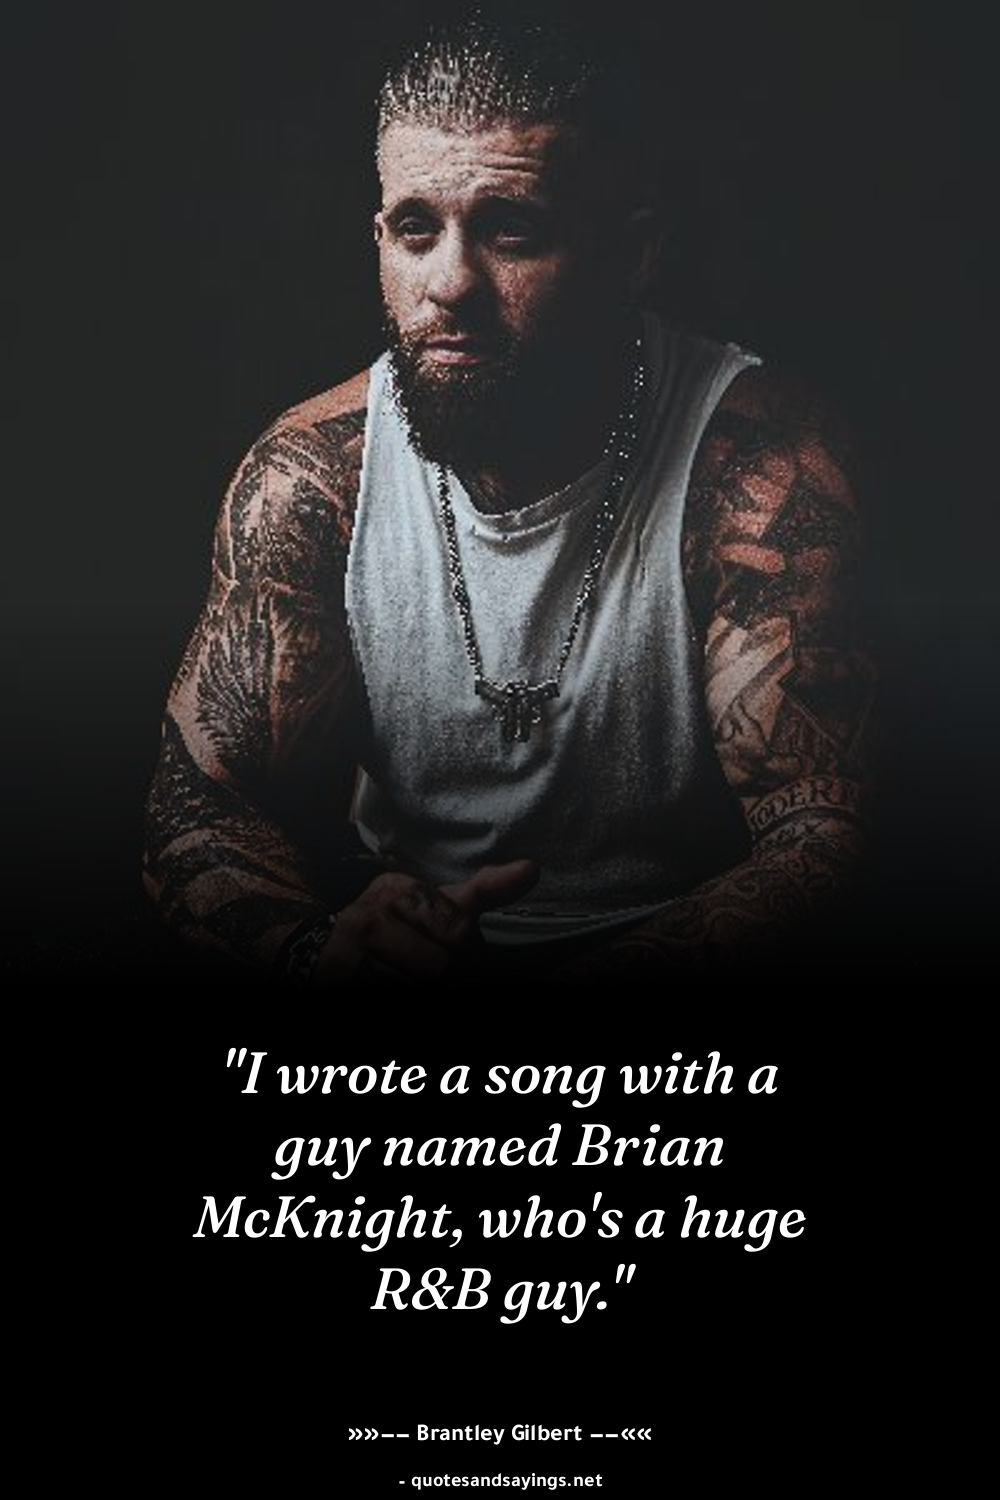 "I wrote a song with a
guy named Brian
McKnight, who's a huge
R&B guy."
»»–– Brantley Gilbert ––««
- quotesandsayings.net